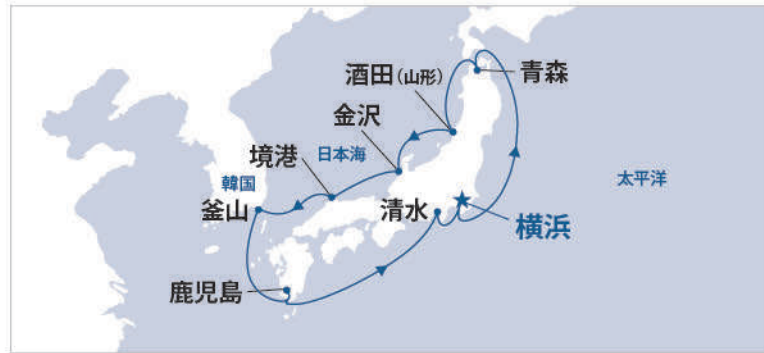 青森
酒田(山形)
金沢
境港
日本海
韓国
釜山
清水
横浜
太平洋
鹿児島